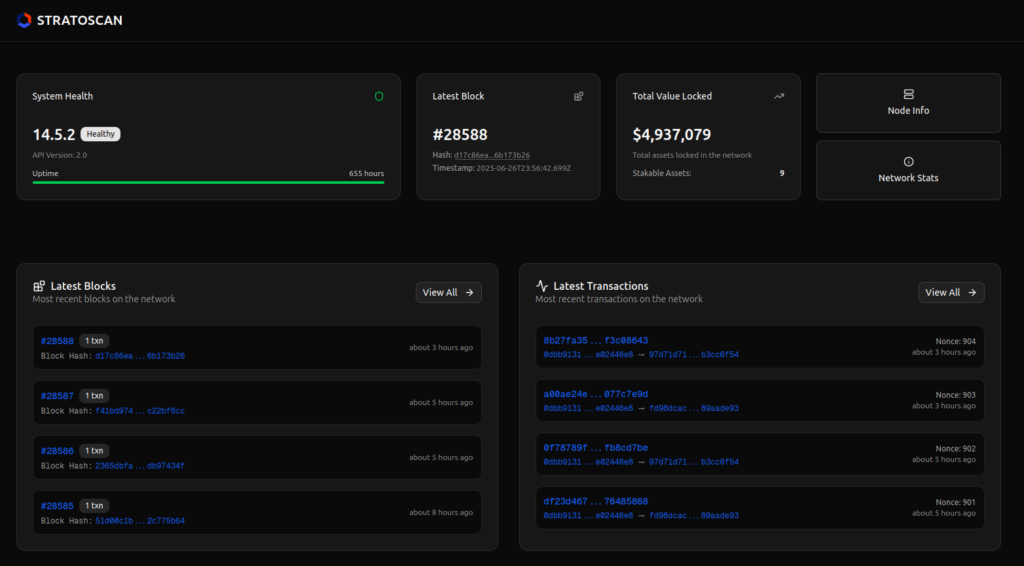 STRATOSCAN
System Health
14.5.2 Healthy
API Version: 2.0
Uptime 655 hours
Latest Block
#28588
Hash: d17c86ea...6b173b26
Timestamp: 2025-06-26T23:56:42.699Z
Total Value Locked
$4,937,079
Total assets locked in the network
Stakable Assets: 9
Node Info
Network Stats
Latest Blocks
Most recent blocks on the network
View All →
#28588 1 txn
Block Hash: d17c86ea...6b173b26
about 3 hours ago
#28587 1 txn
Block Hash: f41bd974...c22bf8cc
about 5 hours ago
#28586 1 txn
Block Hash: 2365dbfa...db97434f
about 5 hours ago
#28585 1 txn
Block Hash: 51d00c1b...2c775b64
about 8 hours ago
Latest Transactions
Most recent transactions on the network
View All →
8b27fa35...f3c08643
0dbb9131...e02446e8 → 97d71d71...b3cc6f54
Nonce: 904
about 3 hours ago
a00ae24e...077c7e9d
0dbb9131...e02446e8 → fd98dcac...89aade93
Nonce: 903
about 3 hours ago
0f78789f...fb8cd7be
0dbb9131...e02446e8 → 97d71d71...b3cc6f54
Nonce: 902
about 5 hours ago
df23d467...76485868
0dbb9131...e02446e8 → fd98dcac...89aade93
Nonce: 901
about 5 hours ago